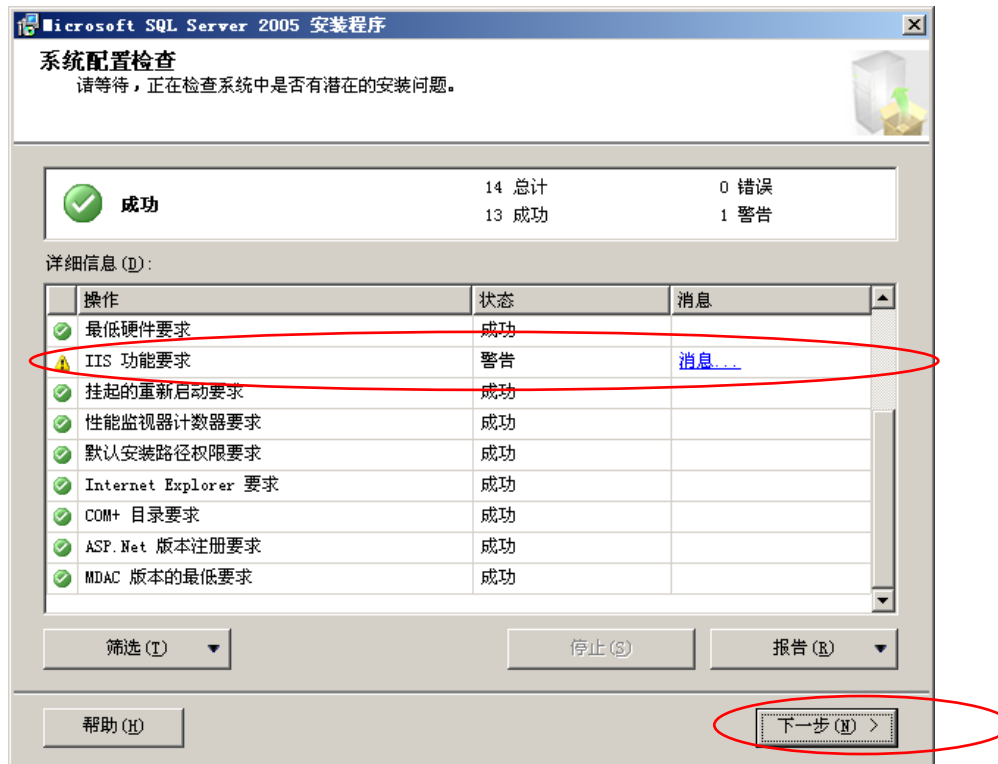 Microsoft SQL Server 2005 安装程序
系统配置检查
请等待，正在检查系统中是否有潜在的安装问题。
成功
14 总计
0 错误
13 成功
1 警告
详细信息(D):
操作 状态 消息
最低硬件要求 成功
IIS 功能要求 警告 消息...
挂起的重新启动要求 成功
性能监视器计数器要求 成功
默认安装路径权限要求 成功
Internet Explorer 要求 成功
COM+ 目录要求 成功
ASP.Net 版本注册要求 成功
MDAC 版本的最低要求 成功
筛选(T) 停止(S) 报告(R)
帮助(H) 下一步(N) >